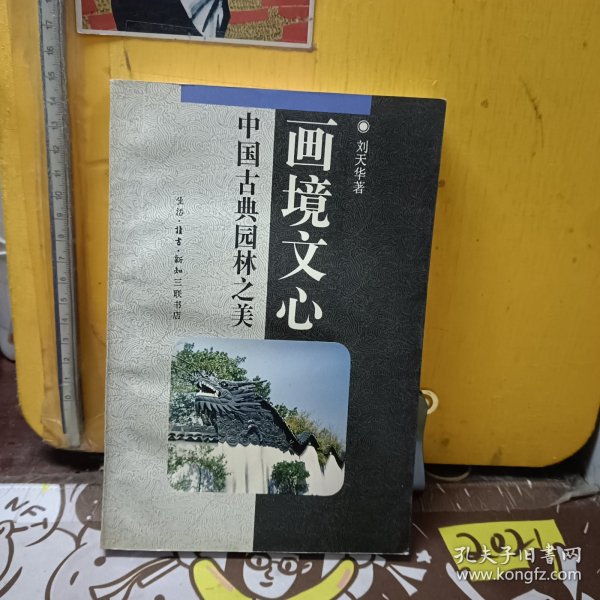 画境文心
中国古典园林之美
刘天华著
生活·读书·新知三联书店
NFT
孔夫子旧书网
www.kongfz.com